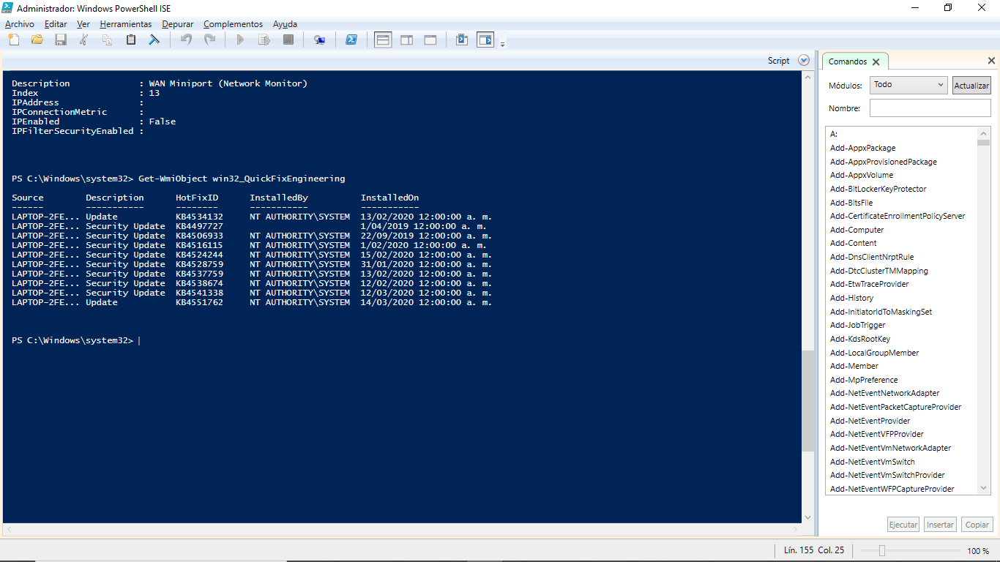 Administrador: Windows PowerShell ISE
Archivo Editar Ver Herramientas Depurar Complementos Ayuda
Script
Description : WAN Miniport (Network Monitor)
Index : 13
IPAddress :
IPConnectionMetric :
IPEnabled : False
IPFilterSecurityEnabled :
PS C:\Windows\system32> Get-WmiObject win32_QuickFixEngineering
Source Description HotFixID InstalledBy InstalledOn
------ ----------- -------- ----------- -----------
LAPTOP-2FE... Update KB4534132 NT AUTHORITY\SYSTEM 13/02/2020 12:00:00 a. m.
LAPTOP-2FE... Security Update KB4497727 1/04/2019 12:00:00 a. m.
LAPTOP-2FE... Security Update KB4506933 NT AUTHORITY\SYSTEM 22/09/2019 12:00:00 a. m.
LAPTOP-2FE... Security Update KB4516115 NT AUTHORITY\SYSTEM 1/02/2020 12:00:00 a. m.
LAPTOP-2FE... Security Update KB4524244 NT AUTHORITY\SYSTEM 15/02/2020 12:00:00 a. m.
LAPTOP-2FE... Security Update KB4528759 NT AUTHORITY\SYSTEM 31/01/2020 12:00:00 a. m.
LAPTOP-2FE... Security Update KB4537759 NT AUTHORITY\SYSTEM 13/02/2020 12:00:00 a. m.
LAPTOP-2FE... Security Update KB4538674 NT AUTHORITY\SYSTEM 12/02/2020 12:00:00 a. m.
LAPTOP-2FE... Security Update KB4541338 NT AUTHORITY\SYSTEM 12/03/2020 12:00:00 a. m.
LAPTOP-2FE... Update KB4551762 NT AUTHORITY\SYSTEM 14/03/2020 12:00:00 a. m.
PS C:\Windows\system32>
Comandos
Módulos: Todo Actualizar
Nombre:
A:
Add-AppxPackage
Add-AppxProvisionedPackage
Add-AppxVolume
Add-BitLockerKeyProtector
Add-BitsFile
Add-CertificateEnrollmentPolicyServer
Add-Computer
Add-Content
Add-DnsClientNrptRule
Add-DtcClusterTMMapping
Add-EtwTraceProvider
Add-History
Add-InitiatorIdToMaskingSet
Add-JobTrigger
Add-KdsRootKey
Add-LocalGroupMember
Add-Member
Add-MpPreference
Add-NetEventNetworkAdapter
Add-NetEventPacketCaptureProvider
Add-NetEventProvider
Add-NetEventVFPProvider
Add-NetEventVmNetworkAdapter
Add-NetEventVmSwitch
Add-NetEventVmSwitchProvider
Add-NetEventWFPCaptureProvider
Ejecutar Insertar Copiar
Lín. 155 Col. 25 100 %